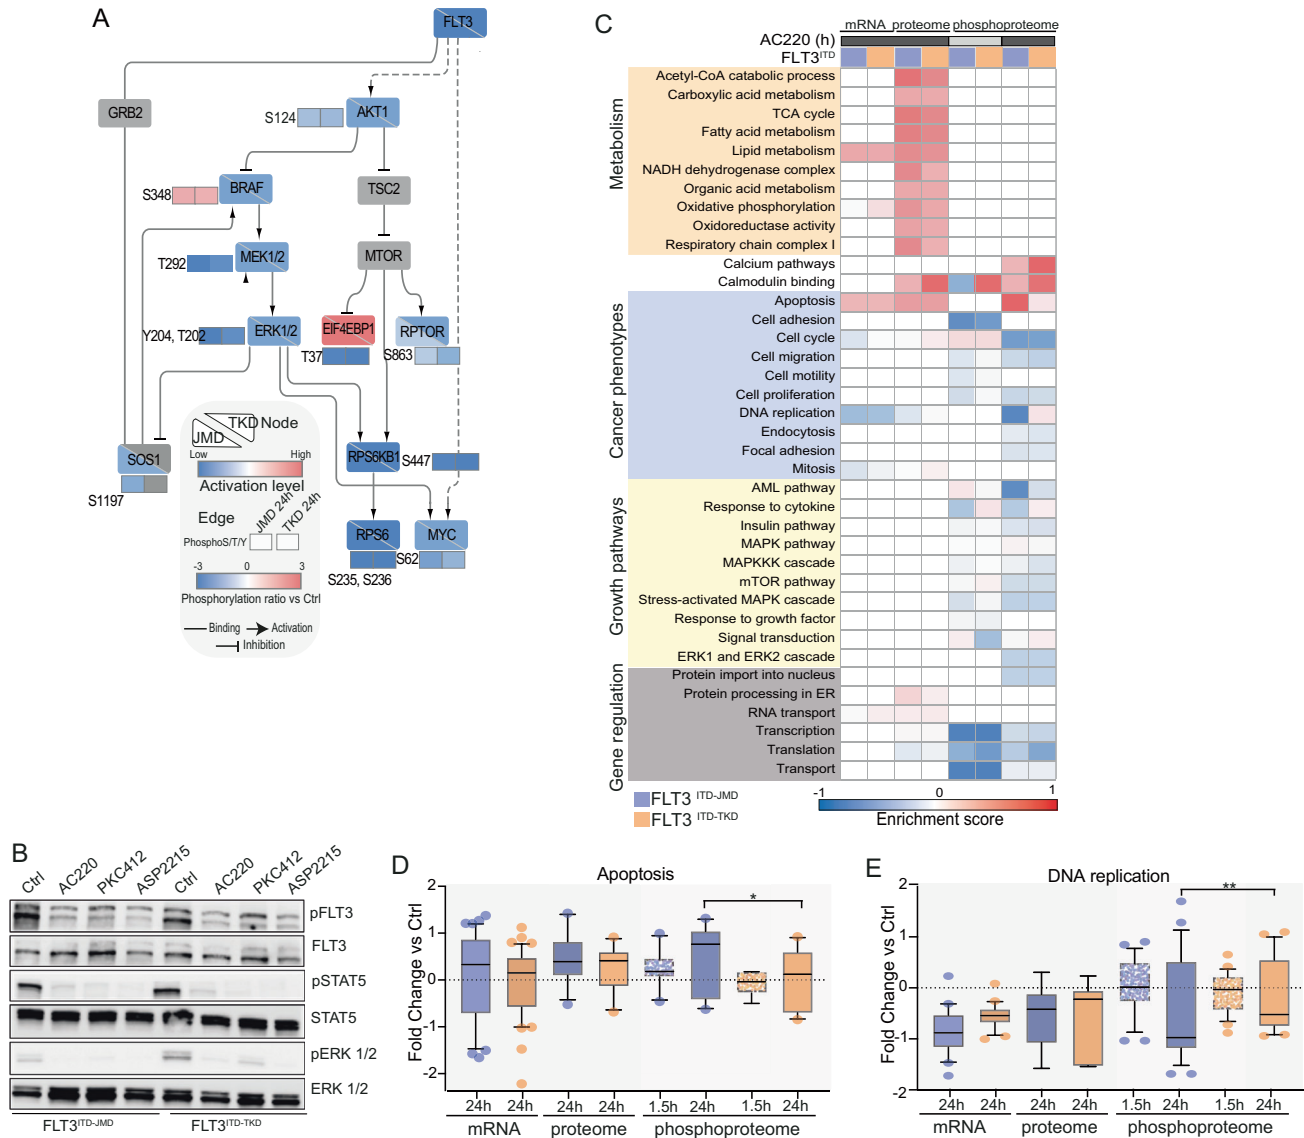 A
FLT3
GRB2
S124
AKT1
S348
BRAF
TSC2
T292
MEK1/2
MTOR
Y204, T202
ERK1/2
EIF4EBP1
RPTOR
T37
S863
SOS1
S1197
RPS6KB1
S447
RPS6
MYC
S62
S235, S236
TKD Node
JMD
Low
High
Activation level
Edge
JMD 24h
TKD 24h
PhosphoS/T/Y
-3
0
3
Phosphorylation ratio vs Ctrl
Binding
Activation
Inhibition
C
mRNA proteome phosphoproteome
AC220 (h)
FLT3ITD
Metabolism
Acetyl-CoA catabolic process
Carboxylic acid metabolism
TCA cycle
Fatty acid metabolism
Lipid metabolism
NADH dehydrogenase complex
Organic acid metabolism
Oxidative phosphorylation
Oxidoreductase activity
Respiratory chain complex I
Calcium pathways
Calmodulin binding
Cancer phenotypes
Apoptosis
Cell adhesion
Cell cycle
Cell migration
Cell motility
Cell proliferation
DNA replication
Endocytosis
Focal adhesion
Mitosis
Growth pathways
AML pathway
Response to cytokine
Insulin pathway
MAPK pathway
MAPKKK cascade
mTOR pathway
Stress-activated MAPK cascade
Response to growth factor
Signal transduction
ERK1 and ERK2 cascade
Gene regulation
Protein import into nucleus
Protein processing in ER
RNA transport
Transcription
Translation
Transport
FLT3 ITD-JMD
FLT3 ITD-TKD
-1
0
1
Enrichment score
B
Ctrl
AC220
PKC412
ASP2215
Ctrl
AC220
PKC412
ASP2215
pFLT3
FLT3
pSTAT5
STAT5
pERK 1/2
ERK 1/2
FLT3ITD-JMD
FLT3ITD-TKD
D
Apoptosis
Fold Change vs Ctrl
2
1
0
-1
-2
*
24h 24h 24h 24h 1.5h 24h 1.5h 24h
mRNA proteome phosphoproteome
E
DNA replication
Fold Change vs Ctrl
2
1
0
-1
-2
**
24h 24h 24h 24h 1.5h 24h 1.5h 24h
mRNA proteome phosphoproteome